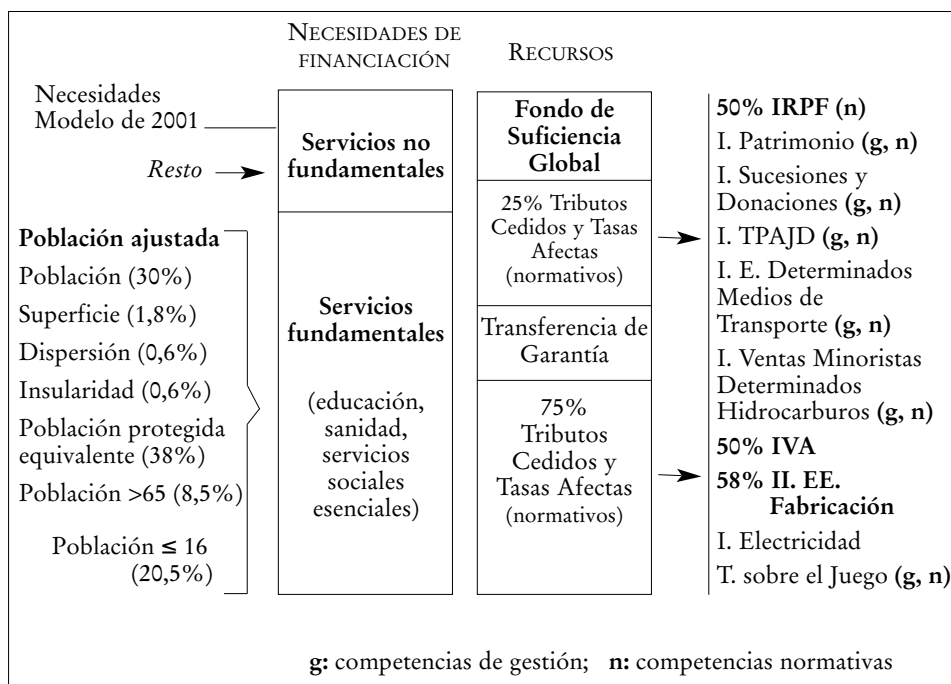 NECESIDADES DE
FINANCIACIÓN
RECURSOS
Necesidades
Modelo de 2001
Resto
Población ajustada
Población (30%)
Superficie (1,8%)
Dispersión (0,6%)
Insularidad (0,6%)
Población protegida
equivalente (38%)
Población >65 (8,5%)
Población ≤ 16
(20,5%)
Servicios no
fundamentales
Servicios
fundamentales
(educación,
sanidad,
servicios
sociales
esenciales)
Fondo de
Suficiencia
Global
25% Tributos
Cedidos y Tasas
Afectas
(normativos)
Transferencia de
Garantía
75%
Tributos
Cedidos y
Tasas Afectas
(normativos)
50% IRPF (n)
I. Patrimonio (g, n)
I. Sucesiones y
Donaciones (g, n)
I. TPAJD (g, n)
I. E. Determinados
Medios de
Transporte (g, n)
I. Ventas Minoristas
Determinados
Hidrocarburos (g, n)
50% IVA
58% II. EE.
Fabricación
I. Electricidad
T. sobre el Juego (g, n)
g: competencias de gestión; n: competencias normativas